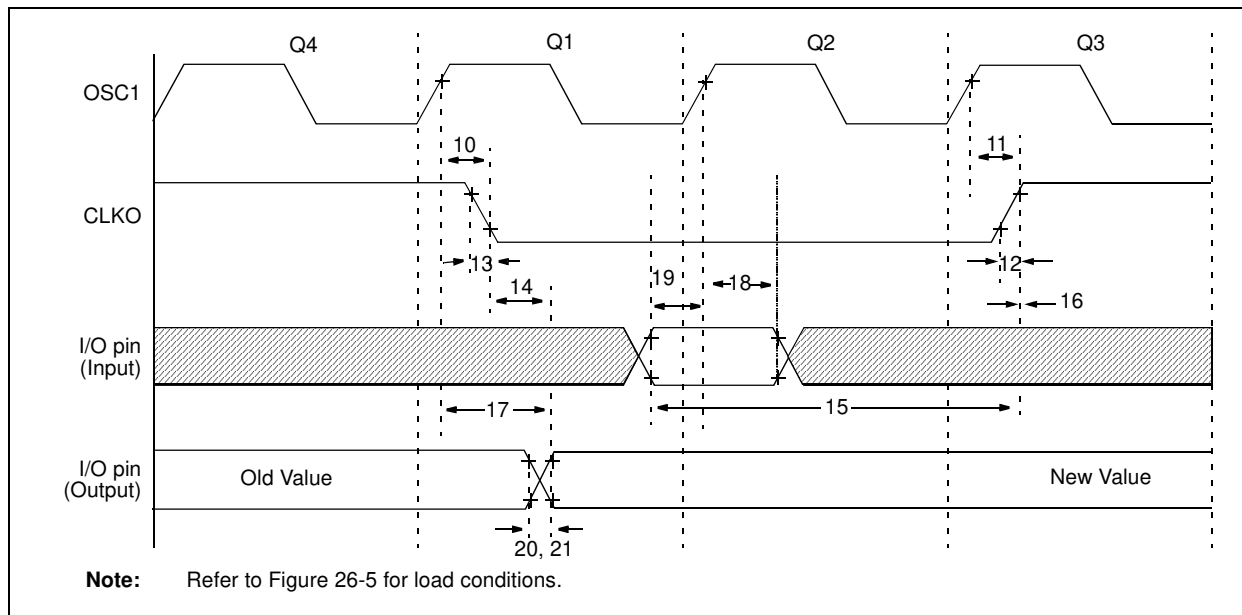 Q4 Q1 Q2 Q3
OSC1
10 11
CLKO
13 12
14 19 18 16
I/O pin
(Input)
17 15
I/O pin
(Output)
Old Value New Value
20, 21
Note: Refer to Figure 26-5 for load conditions.